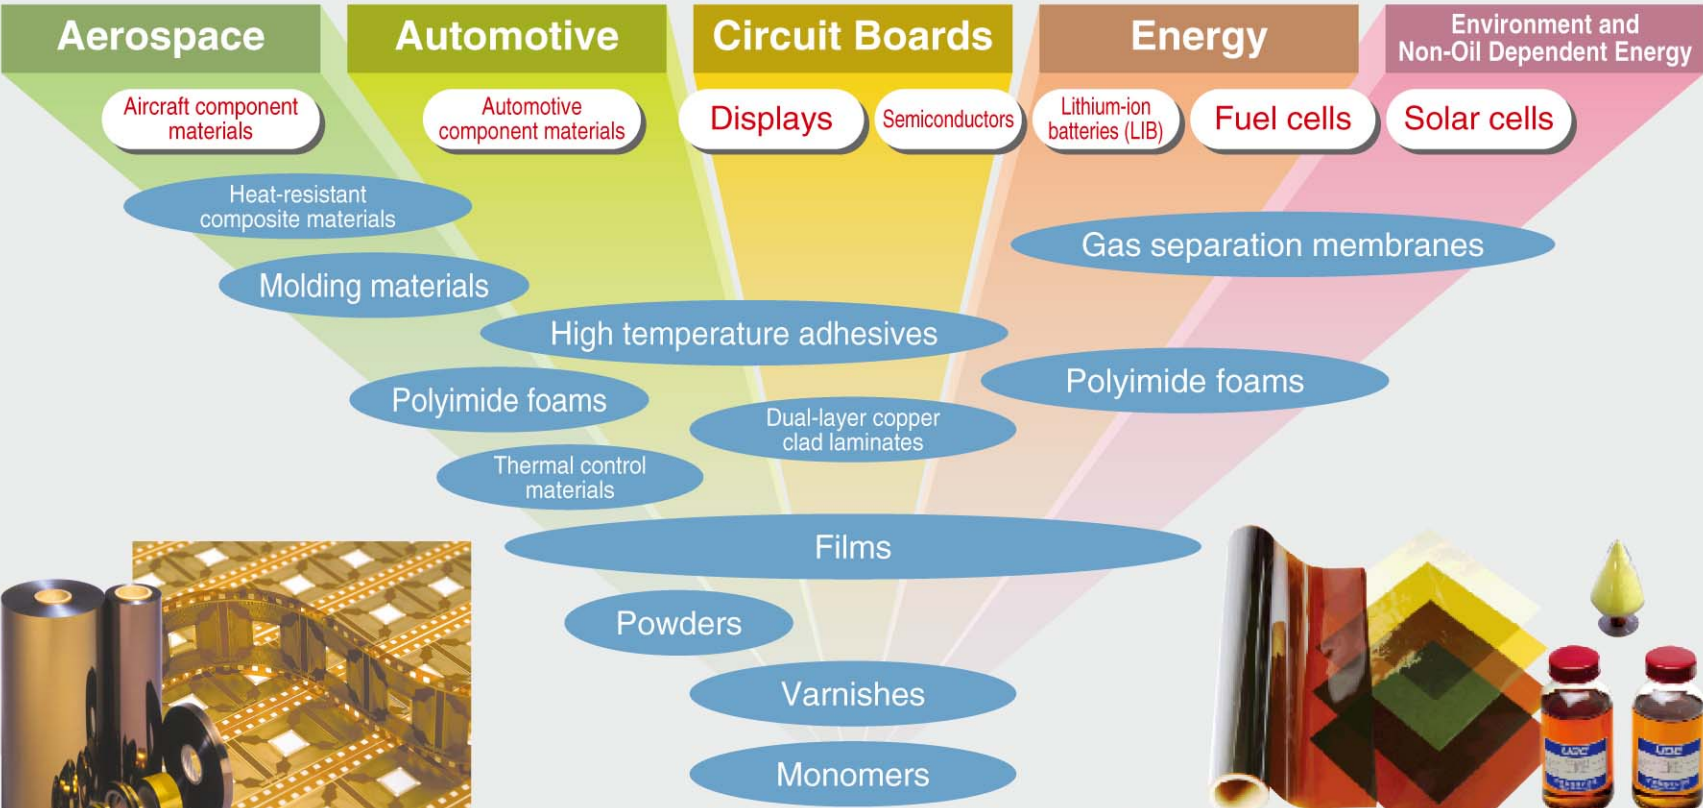 Aerospace
Automotive
Circuit Boards
Energy
Environment and
Non-Oil Dependent Energy
Aircraft component
materials
Automotive
component materials
Displays
Semiconductors
Lithium-ion
batteries (LIB)
Fuel cells
Solar cells
Heat-resistant
composite materials
Gas separation membranes
Molding materials
High temperature adhesives
Polyimide foams
Polyimide foams
Dual-layer copper
clad laminates
Thermal control
materials
Films
Powders
Varnishes
Monomers